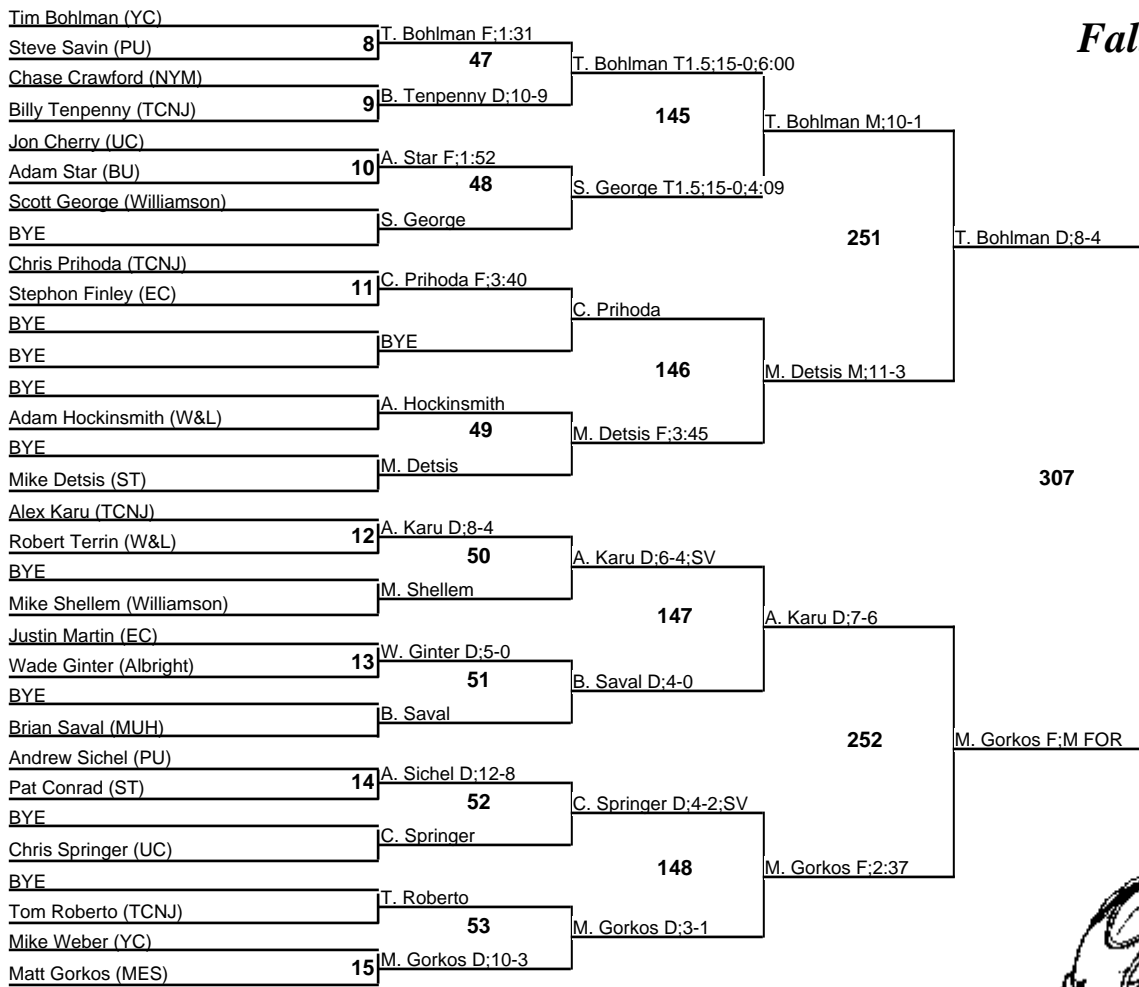 Tim Bohlman (YC)
Steve Savin (PU)
Chase Crawford (NYM)
Billy Tenpenny (TCNJ)
Jon Cherry (UC)
Adam Star (BU)
Scott George (Williamson)
BYE
Chris Prihoda (TCNJ)
Stephon Finley (EC)
BYE
BYE
BYE
Adam Hockinsmith (W&L)
BYE
Mike Detsis (ST)
Alex Karu (TCNJ)
Robert Terrin (W&L)
BYE
Mike Shellem (Williamson)
Justin Martin (EC)
Wade Ginter (Albright)
BYE
Brian Saval (MUH)
Andrew Sichel (PU)
Pat Conrad (ST)
BYE
Chris Springer (UC)
BYE
Tom Roberto (TCNJ)
Mike Weber (YC)
Matt Gorkos (MES)
8
9
10
11
12
13
14
15
T. Bohlman F;1:31
47
B. Tenpenny D;10-9
A. Star F;1:52
48
S. George
C. Prihoda F;3:40
BYE
A. Hockinsmith
49
M. Detsis
A. Karu D;8-4
50
M. Shellem
W. Ginter D;5-0
51
B. Saval
A. Sichel D;12-8
52
C. Springer
T. Roberto
53
M. Gorkos D;10-3
T. Bohlman T1.5;15-0;6:00
145
S. George T1.5;15-0;4:09
C. Prihoda
146
M. Detsis F;3:45
A. Karu D;6-4;SV
147
B. Saval D;4-0
C. Springer D;4-2;SV
148
M. Gorkos D;3-1
T. Bohlman M;10-1
251
M. Detsis M;11-3
A. Karu D;7-6
252
M. Gorkos F;2:37
T. Bohlman D;8-4
307
M. Gorkos F;M FOR